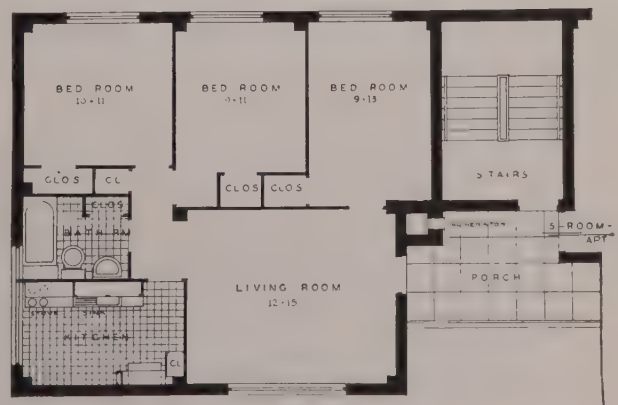 BED ROOM
10-11
BED ROOM
9-11
BED ROOM
9-13
STAIRS
CLOS
CL
CLOS
CLOS
CLOS
BATH RM
INCINERATOR
5-ROOM-
APT
PORCH
LIVING ROOM
12-15
STOVE
SINK
KITCHEN
CL